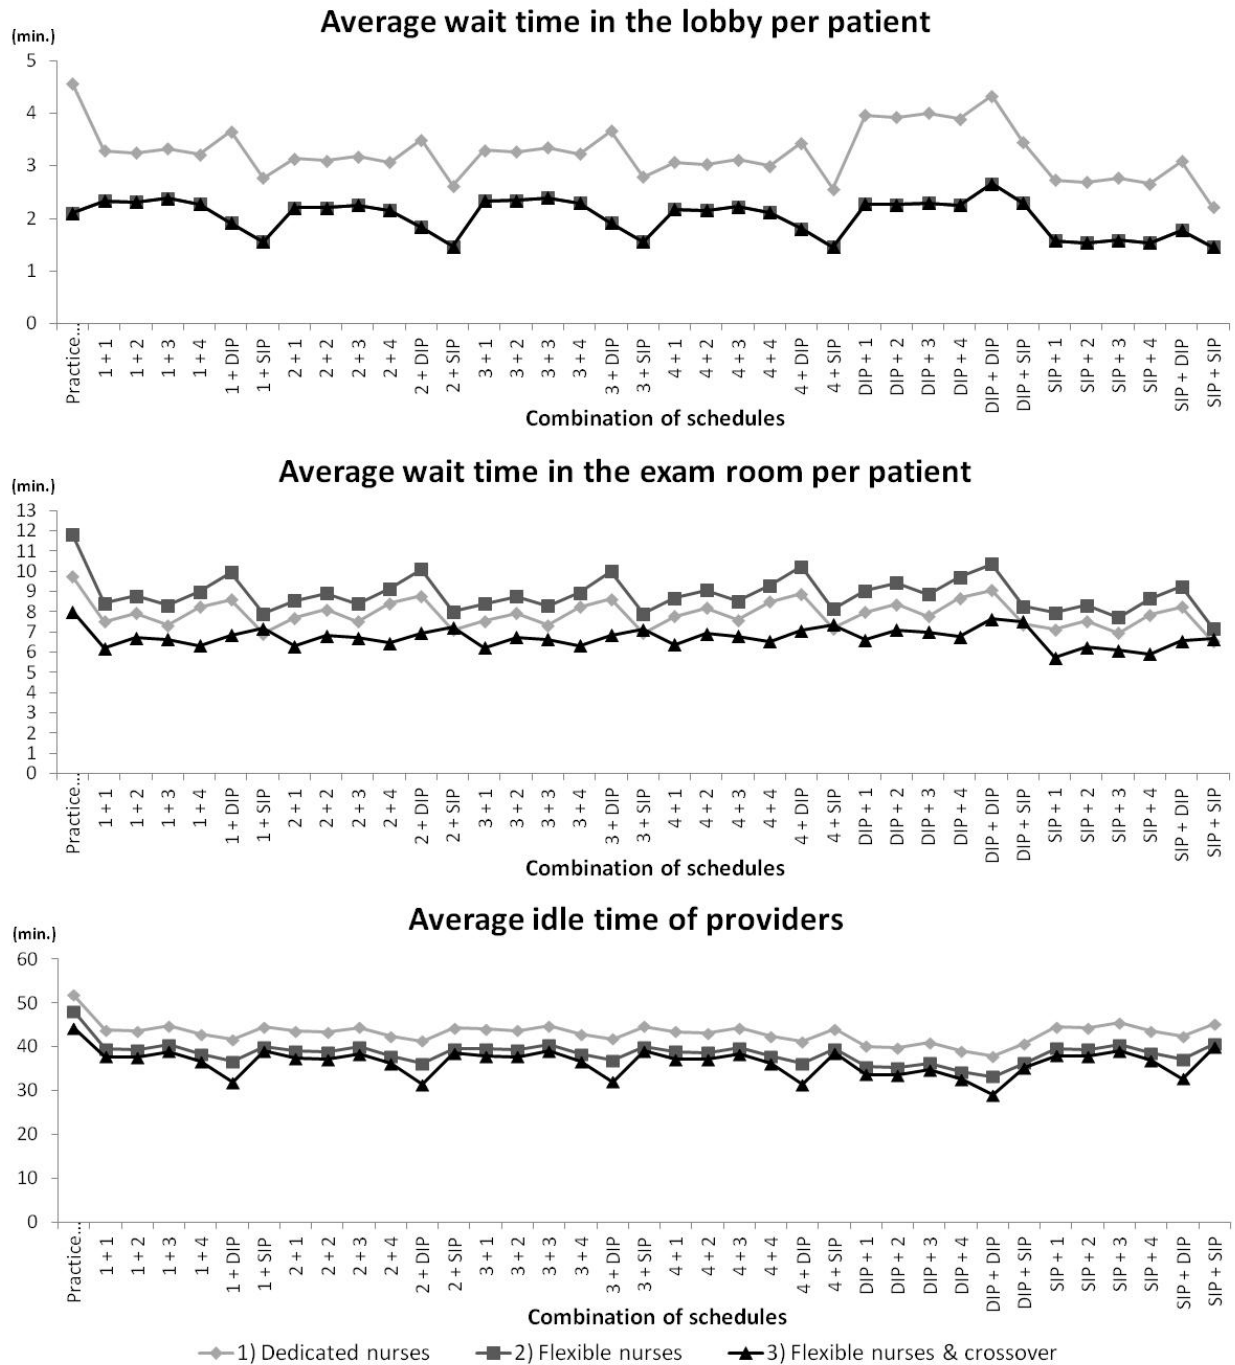 Average wait time in the lobby per patient
(min.)
5
4
3
2
1
0
Practice...
1 + 1
1 + 2
1 + 3
1 + 4
1 + DIP
1 + SIP
2 + 1
2 + 2
2 + 3
2 + 4
2 + DIP
2 + SIP
3 + 1
3 + 2
3 + 3
3 + 4
3 + DIP
3 + SIP
4 + 1
4 + 2
4 + 3
4 + 4
4 + DIP
4 + SIP
DIP + 1
DIP + 2
DIP + 3
DIP + 4
DIP + DIP
DIP + SIP
SIP + 1
SIP + 2
SIP + 3
SIP + 4
SIP + DIP
SIP + SIP
Combination of schedules
Average wait time in the exam room per patient
(min.)
13
12
11
10
9
8
7
6
5
4
3
2
1
0
Practice...
1 + 1
1 + 2
1 + 3
1 + 4
1 + DIP
1 + SIP
2 + 1
2 + 2
2 + 3
2 + 4
2 + DIP
2 + SIP
3 + 1
3 + 2
3 + 3
3 + 4
3 + DIP
3 + SIP
4 + 1
4 + 2
4 + 3
4 + 4
4 + DIP
4 + SIP
DIP + 1
DIP + 2
DIP + 3
DIP + 4
DIP + DIP
DIP + SIP
SIP + 1
SIP + 2
SIP + 3
SIP + 4
SIP + DIP
SIP + SIP
Combination of schedules
Average idle time of providers
(min.)
60
50
40
30
20
10
0
Practice...
1 + 1
1 + 2
1 + 3
1 + 4
1 + DIP
1 + SIP
2 + 1
2 + 2
2 + 3
2 + 4
2 + DIP
2 + SIP
3 + 1
3 + 2
3 + 3
3 + 4
3 + DIP
3 + SIP
4 + 1
4 + 2
4 + 3
4 + 4
4 + DIP
4 + SIP
DIP + 1
DIP + 2
DIP + 3
DIP + 4
DIP + DIP
DIP + SIP
SIP + 1
SIP + 2
SIP + 3
SIP + 4
SIP + DIP
SIP + SIP
Combination of schedules
1) Dedicated nurses
2) Flexible nurses
3) Flexible nurses & crossover